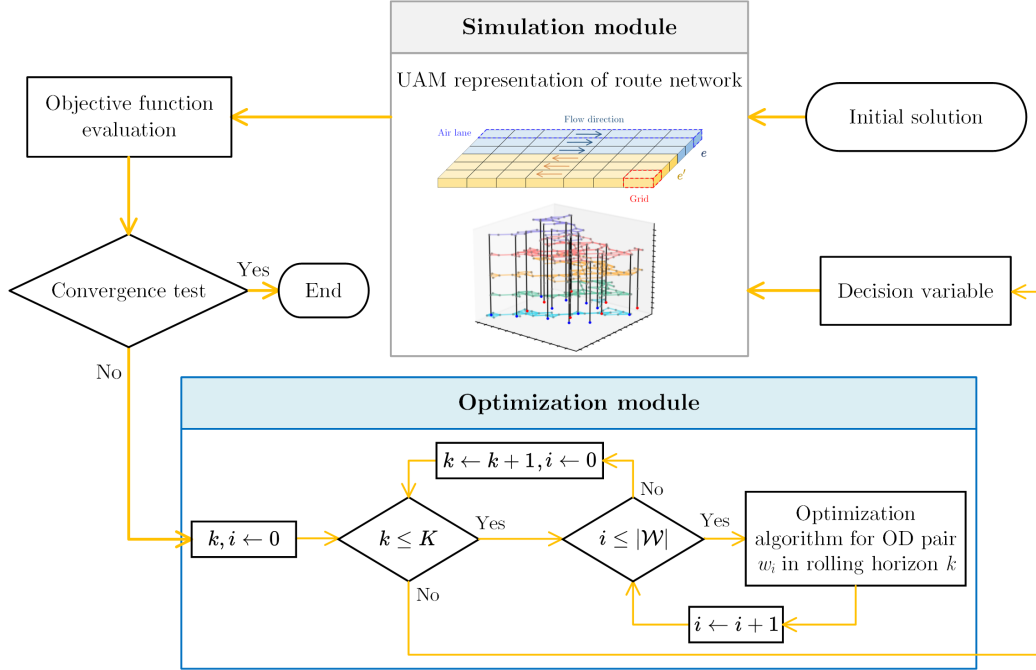 Simulation module
UAM representation of route network
Flow direction
Air lane
e
e′
Grid
Initial solution
Objective function
evaluation
Convergence test
Yes
End
No
Decision variable
Optimization module
k ← k + 1, i ← 0
No
k, i ← 0
k ≤ K
Yes
i ≤ |𝒲|
Yes
Optimization
algorithm for OD pair
wᵢ in rolling horizon k
No
i ← i + 1